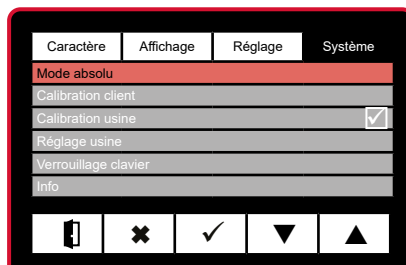 Caractère Affichage Réglage Système
Mode absolu
Calibration client
Calibration usine
Réglage usine
Verrouillage clavier
Info